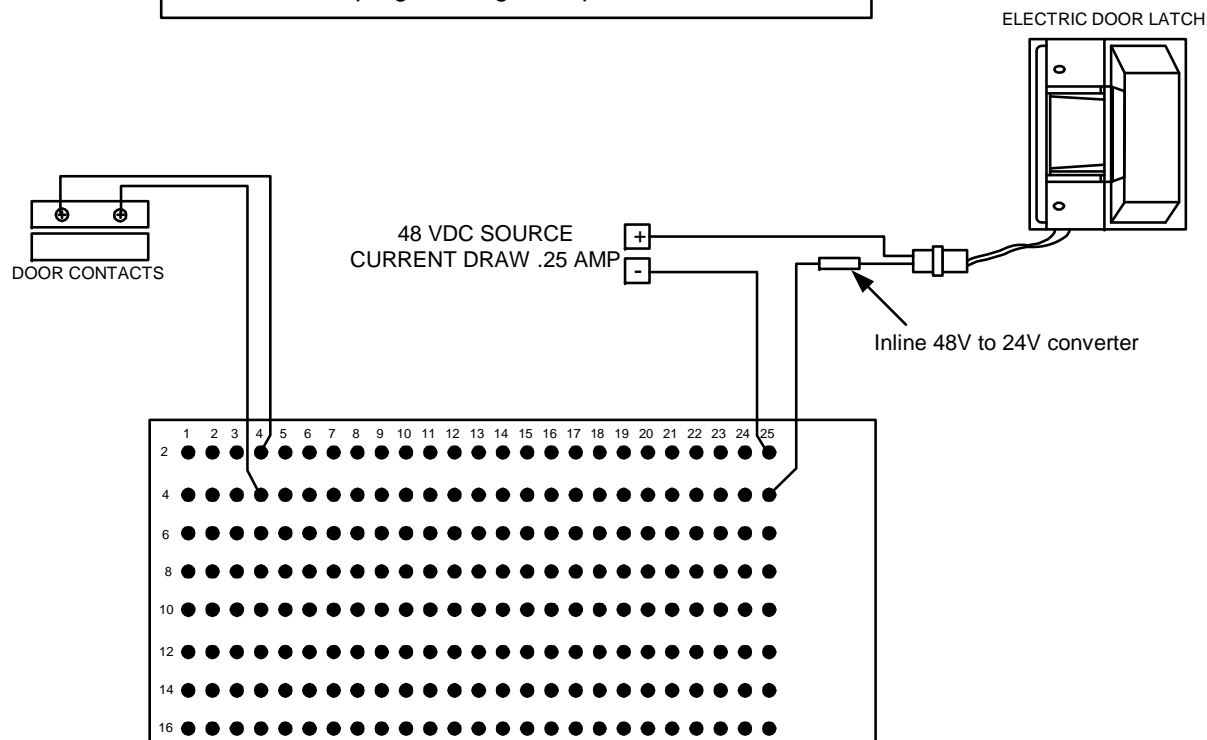 ELECTRIC DOOR LATCH
48 VDC SOURCE
CURRENT DRAW .25 AMP
+
-
DOOR CONTACTS
Inline 48V to 24V converter
1 2 3 4 5 6 7 8 9 10 11 12 13 14 15 16 17 18 19 20 21 22 23 24 25
2
4
6
8
10
12
14
16